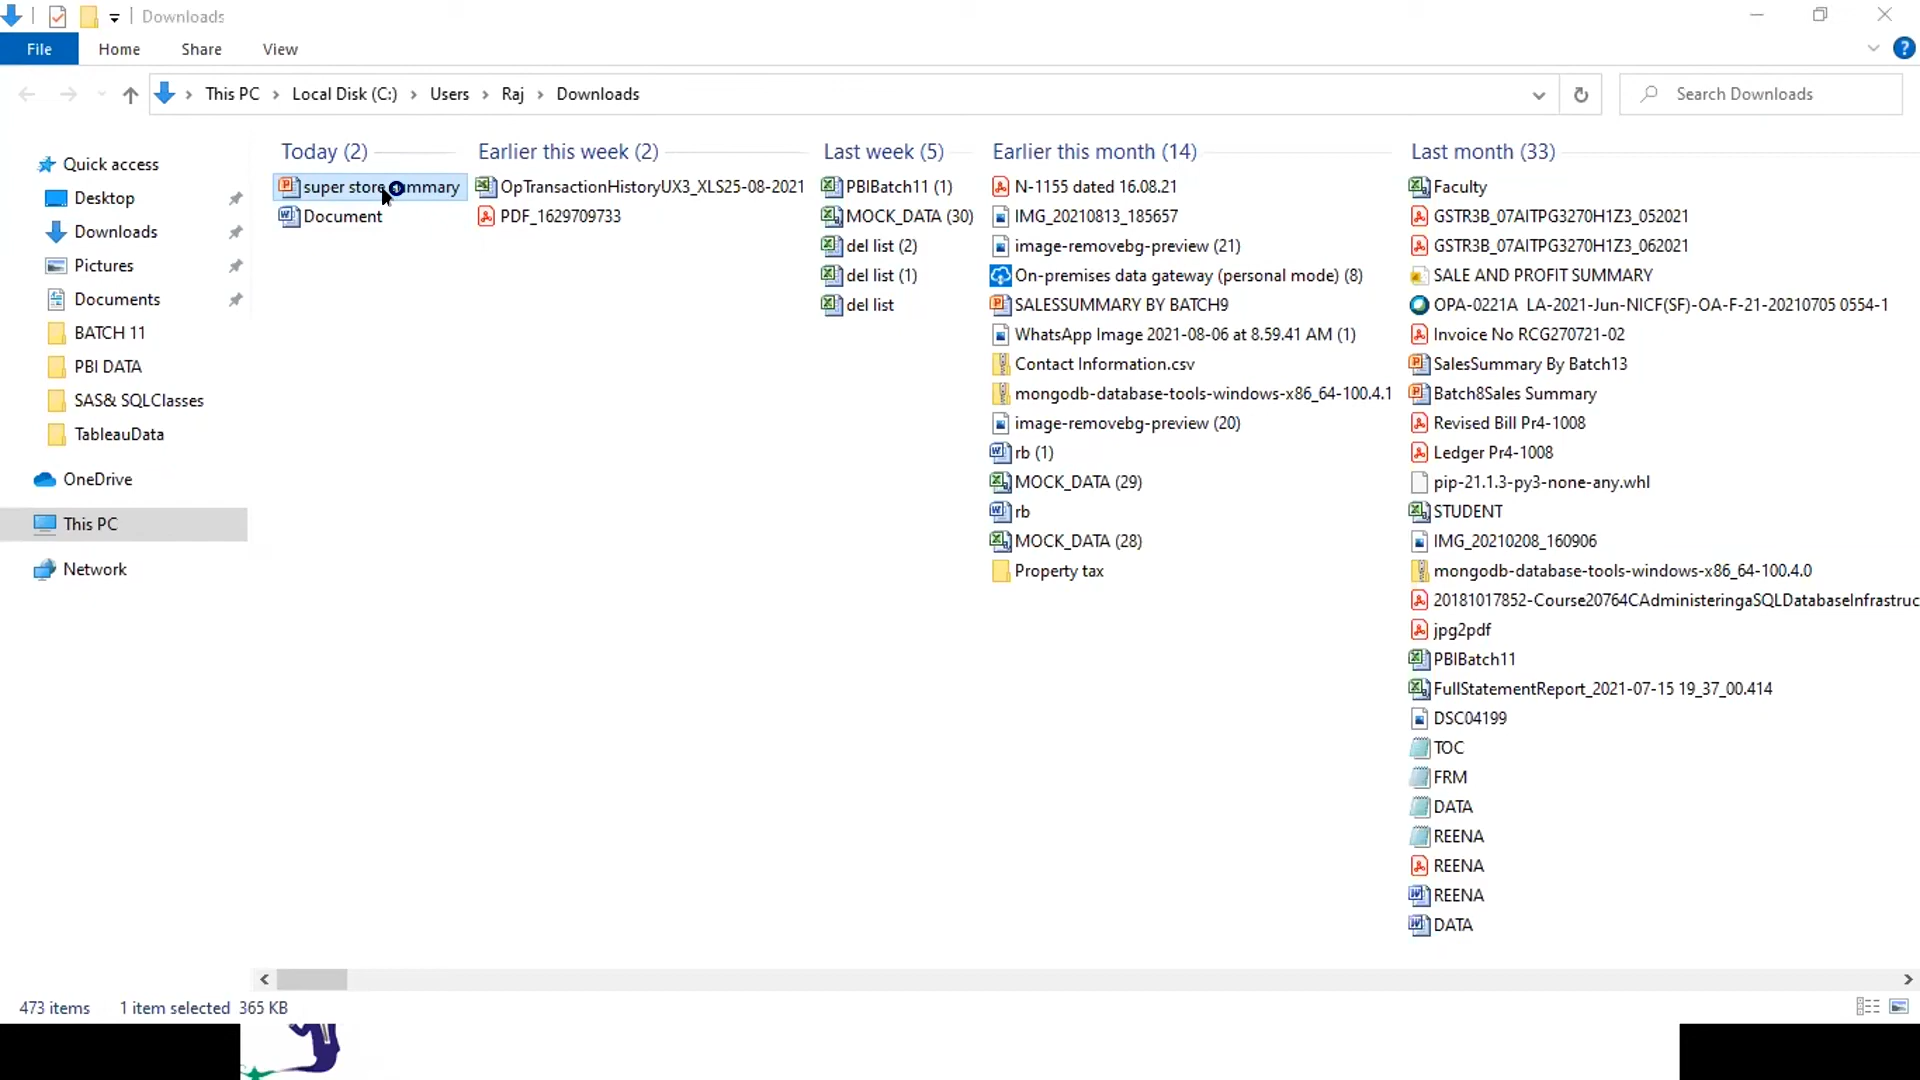 Downloads
File Home Share View
This PC Local Disk (C:) Users Raj Downloads
Search Downloads
Quick access
Desktop
Downloads
Pictures
Documents
BATCH 11
PBI DATA
SAS& SQLClasses
TableauData
OneDrive
This PC
Network
Today (2)
super store summary
Document
Earlier this week (2)
OpTransactionHistoryUX3_XLS25-08-2021
PDF_1629709733
Last week (5)
PBIBatch11 (1)
MOCK_DATA (30)
del list (2)
del list (1)
del list
Earlier this month (14)
N-1155 dated 16.08.21
IMG_20210813_185657
image-removebg-preview (21)
On-premises data gateway (personal mode) (8)
SALESSUMMARY BY BATCH9
WhatsApp Image 2021-08-06 at 8.59.41 AM (1)
Contact Information.csv
mongodb-database-tools-windows-x86_64-100.4.1
image-removebg-preview (20)
rb (1)
MOCK_DATA (29)
rb
MOCK_DATA (28)
Property tax
Last month (33)
Faculty
GSTR3B_07AITPG3270H1Z3_052021
GSTR3B_07AITPG3270H1Z3_062021
SALE AND PROFIT SUMMARY
OPA-0221A LA-2021-Jun-NICF(SF)-OA-F-21-20210705 0554-1
Invoice No RCG270721-02
SalesSummary By Batch13
Batch8Sales Summary
Revised Bill Pr4-1008
Ledger Pr4-1008
pip-21.1.3-py3-none-any.whl
STUDENT
IMG_20210208_160906
mongodb-database-tools-windows-x86_64-100.4.0
20181017852-Course20764CAdministeringaSQLDatabaseInfrastruc
jpg2pdf
PBIBatch11
FullStatementReport_2021-07-15 19_37_00.414
DSC04199
TOC
FRM
DATA
REENA
REENA
REENA
DATA
473 items 1 item selected 365 KB